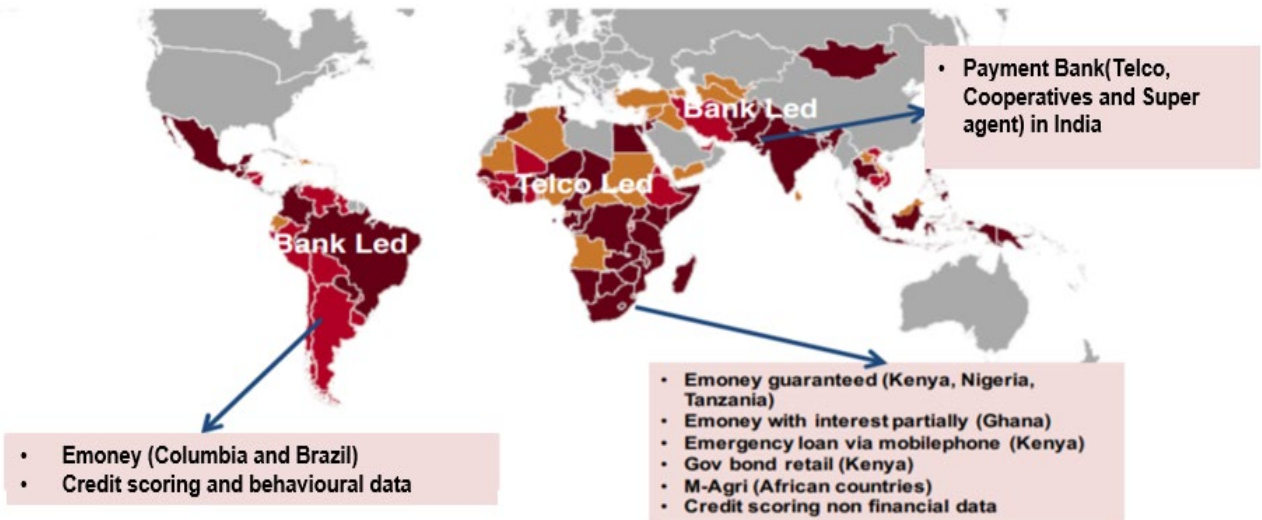 Bank Led
Telco Led
Bank Led
• Payment Bank(Telco,
Cooperatives and Super
agent) in India
• Emoney (Columbia and Brazil)
• Credit scoring and behavioural data
• Emoney guaranteed (Kenya, Nigeria,
Tanzania)
• Emoney with interest partially (Ghana)
• Emergency loan via mobilephone (Kenya)
• Gov bond retail (Kenya)
• M-Agri (African countries)
• Credit scoring non financial data